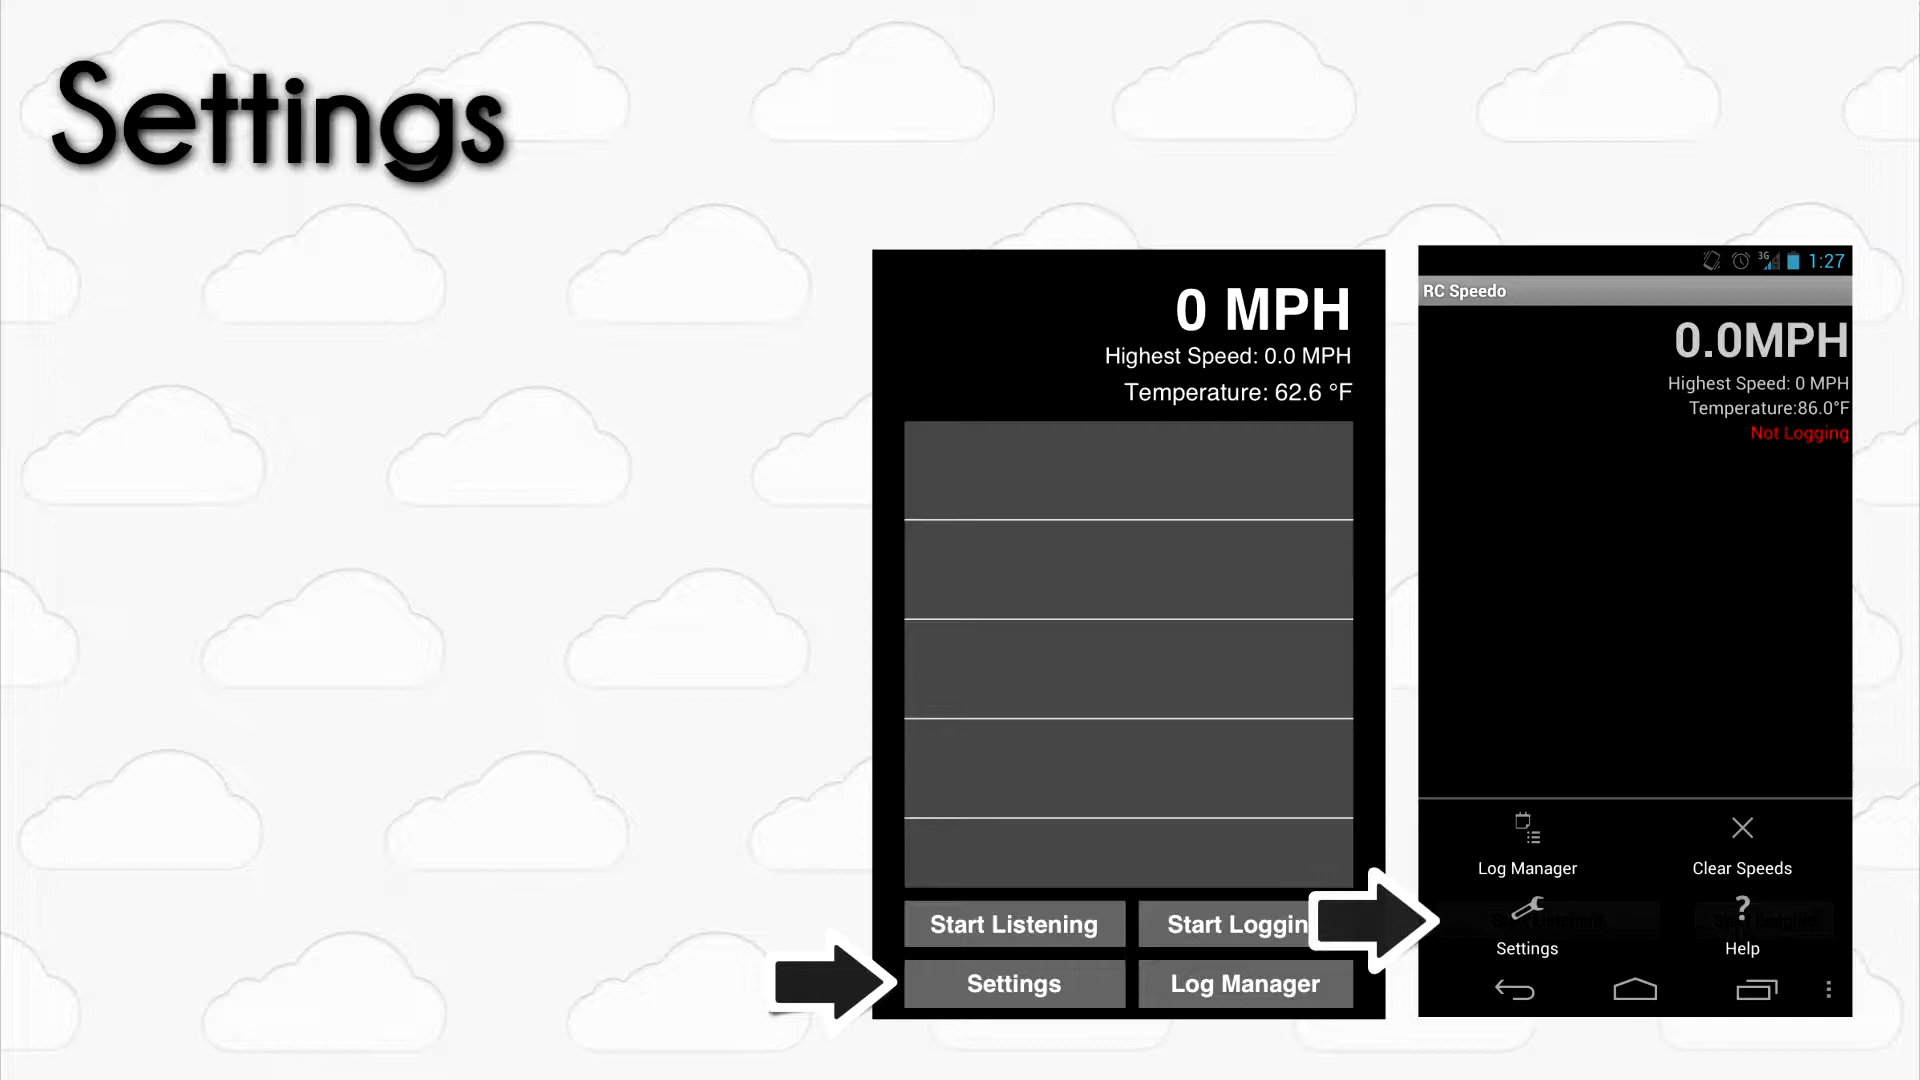 Settings
0 MPH
Highest Speed: 0.0 MPH
Temperature: 62.6 °F
Start Listening
Start Loggin
Settings
Log Manager
3G 1:27
RC Speedo
0.0MPH
Highest Speed: 0 MPH
Temperature:86.0°F
Not Logging
Log Manager
Clear Speeds
Settings
Help